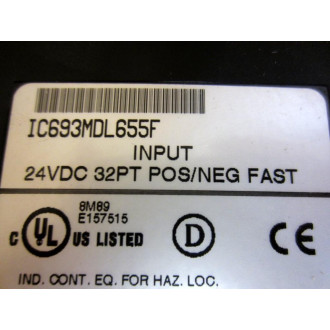 IC693MDL655F
INPUT
24VDC 32PT POS/NEG FAST
8M89
E157515
C UL US LISTED D CE
IND. CONT. EQ. FOR HAZ. LOC.